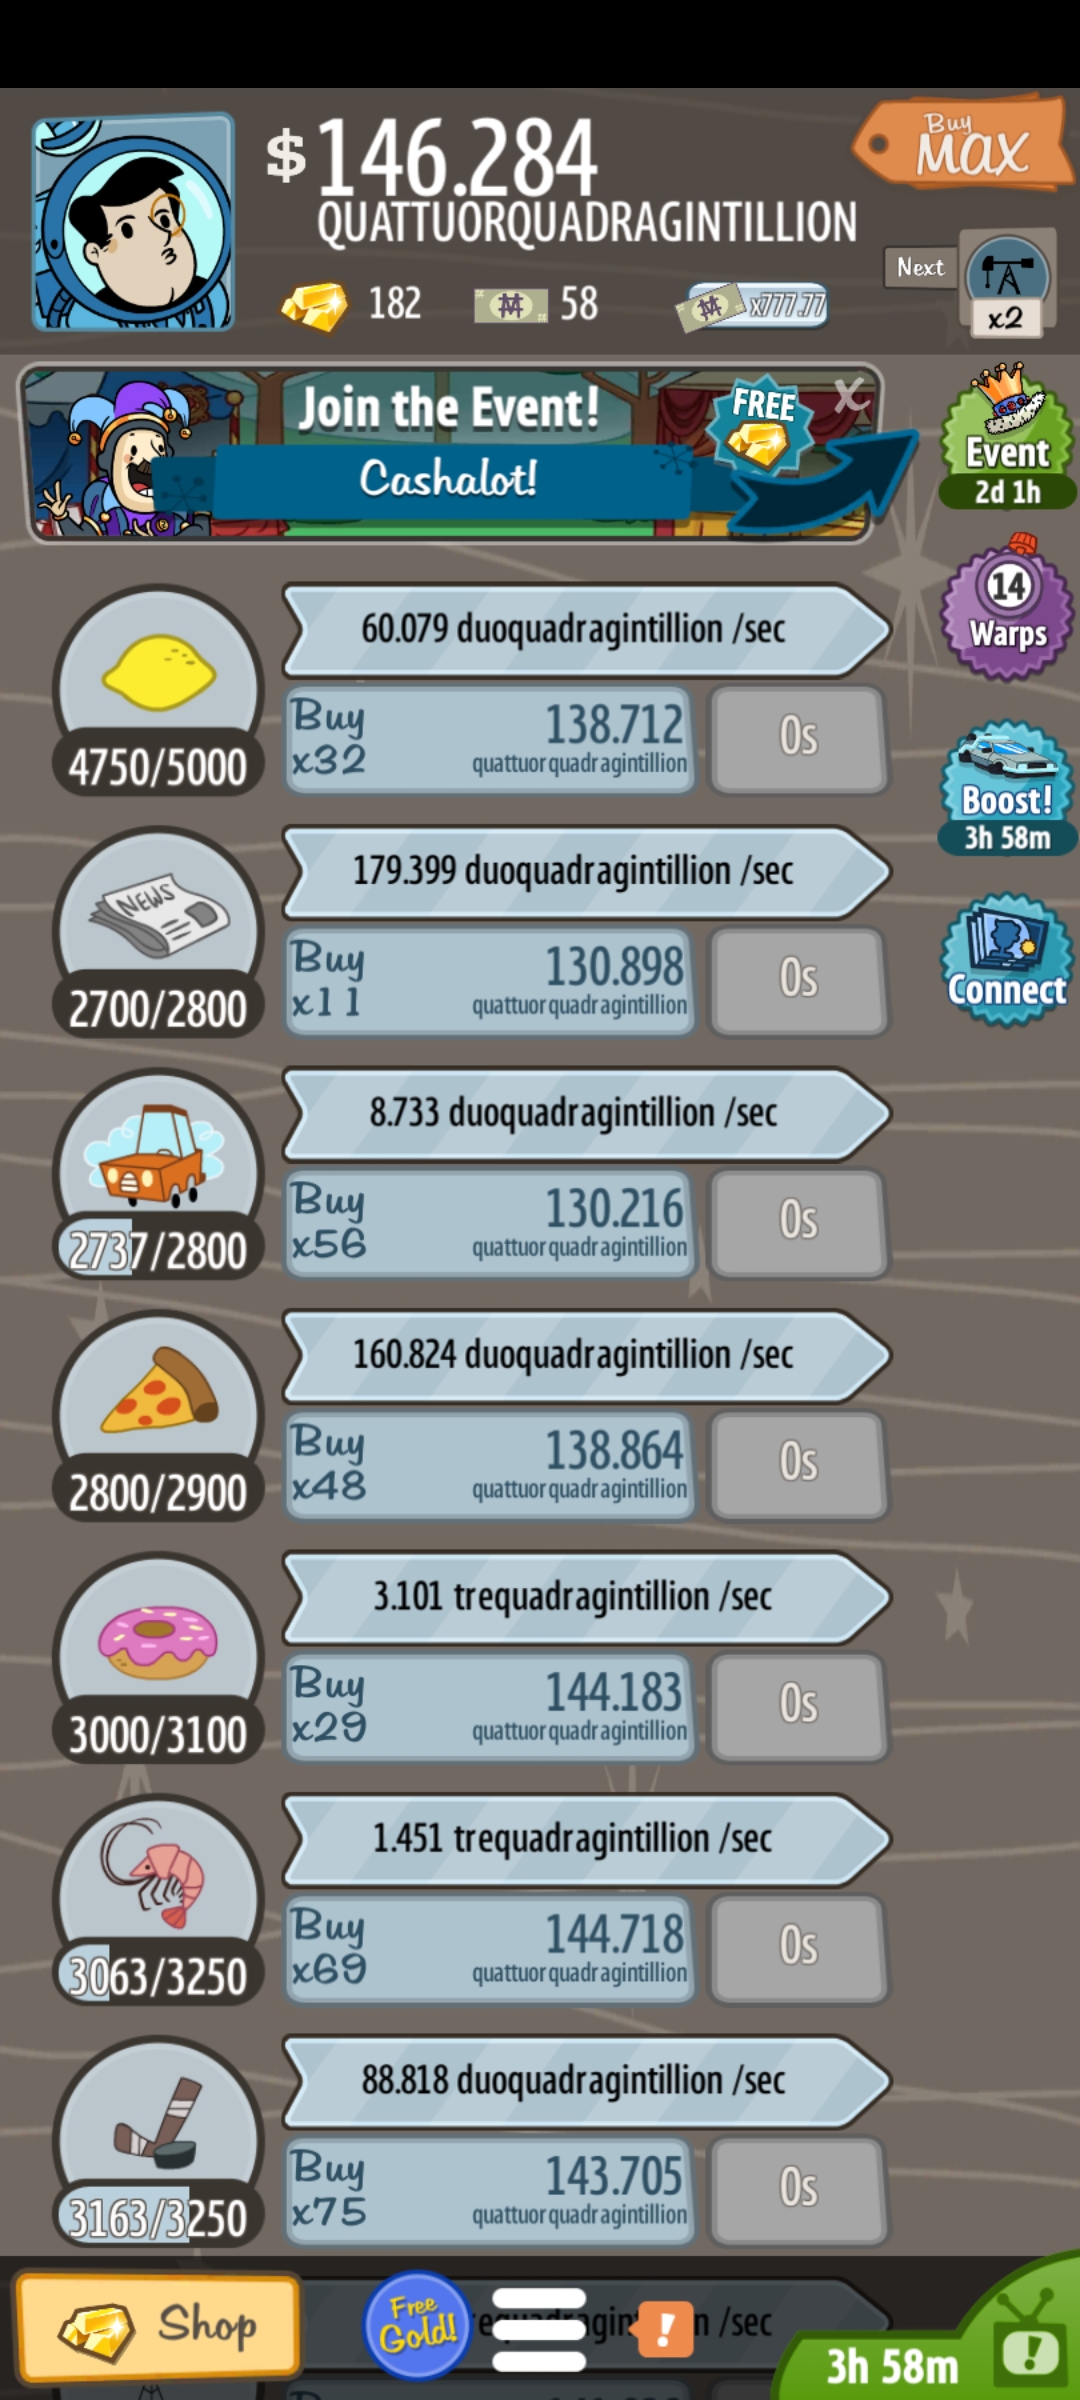 $146.284
QUATTUORQUADRAGINTILLION
Buy
MAX
182
58
x777.77
Next
x2
Join the Event!
Cashalot!
FREE
X
Event
2d 1h
60.079 duoquadragintillion /sec
14
Warps
Buy
x32
138.712
quattuorquadragintillion
0s
4750/5000
Boost!
3h 58m
179.399 duoquadragintillion /sec
NEWS
Buy
x11
130.898
quattuorquadragintillion
0s
2700/2800
Connect
8.733 duoquadragintillion /sec
Buy
x56
130.216
quattuorquadragintillion
0s
2737/2800
160.824 duoquadragintillion /sec
Buy
x48
138.864
quattuorquadragintillion
0s
2800/2900
3.101 trequadragintillion /sec
Buy
x29
144.183
quattuorquadragintillion
0s
3000/3100
1.451 trequadragintillion /sec
Buy
x69
144.718
quattuorquadragintillion
0s
3063/3250
88.818 duoquadragintillion /sec
Buy
x75
143.705
quattuorquadragintillion
0s
3163/3250
Shop
Free
Gold!
!
/sec
3h 58m
!